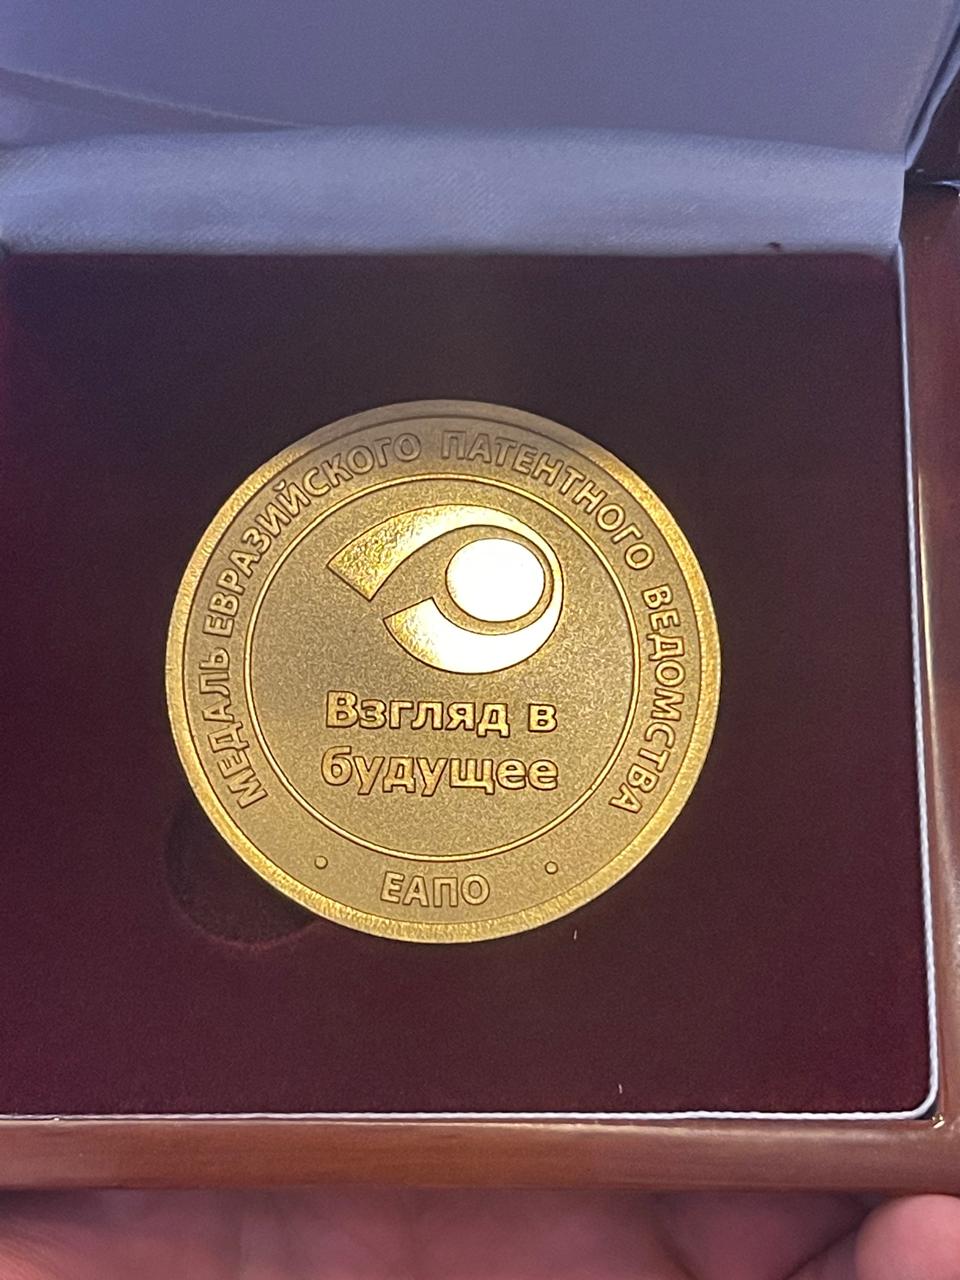 МЕДАЛЬ ЕВРАЗИЙСКОГО ПАТЕНТНОГО ВЕДОМСТВА
Взгляд в
будущее
• ЕАПО •